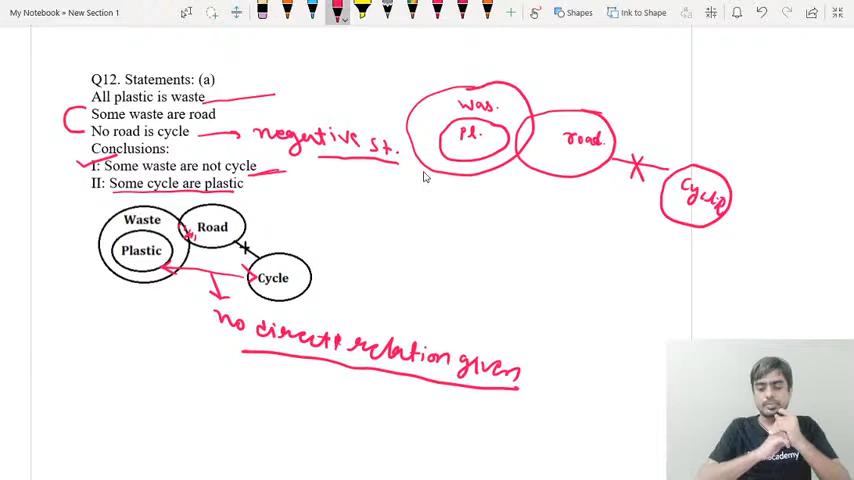 My Notebook » New Section 1
Shapes
Ink to Shape
Q12. Statements: (a)
All plastic is waste
Some waste are road
No road is cycle
Conclusions:
I: Some waste are not cycle
II: Some cycle are plastic
negertive st.
was.
Pl.
road.
Cycle
Waste
Road
Plastic
Cycle
no direct relation given
academy